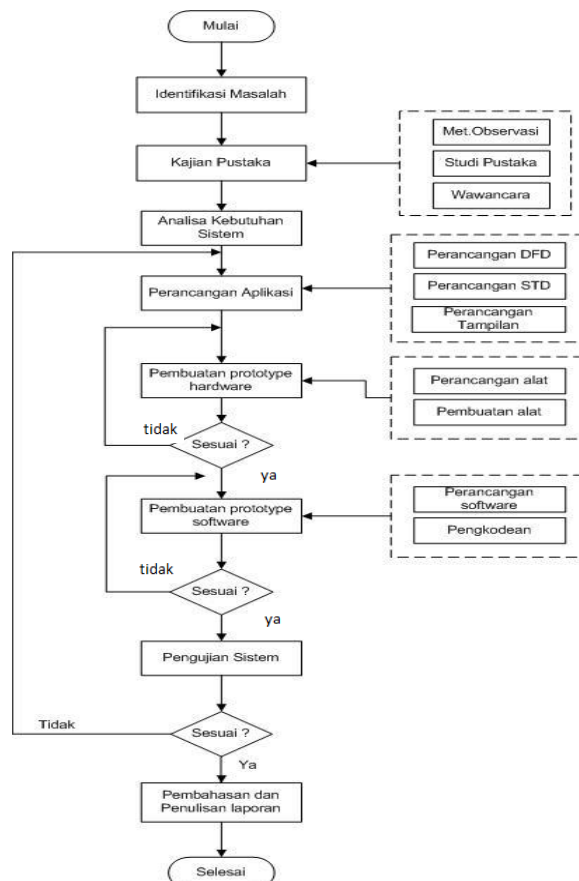 Mulai
Identifikasi Masalah
Met.Observasi
Kajian Pustaka
Studi Pustaka
Wawancara
Analisa Kebutuhan
Sistem
Perancangan DFD
Perancangan Aplikasi
Perancangan STD
Perancangan
Tampilan
Pembuatan prototype
hardware
Perancangan alat
Pembuatan alat
tidak
Sesuai ?
ya
Pembuatan prototype
software
Perancangan
software
Pengkodean
tidak
Sesuai ?
ya
Pengujian Sistem
Tidak
Sesuai ?
Ya
Pembahasan dan
Penulisan laporan
Selesai